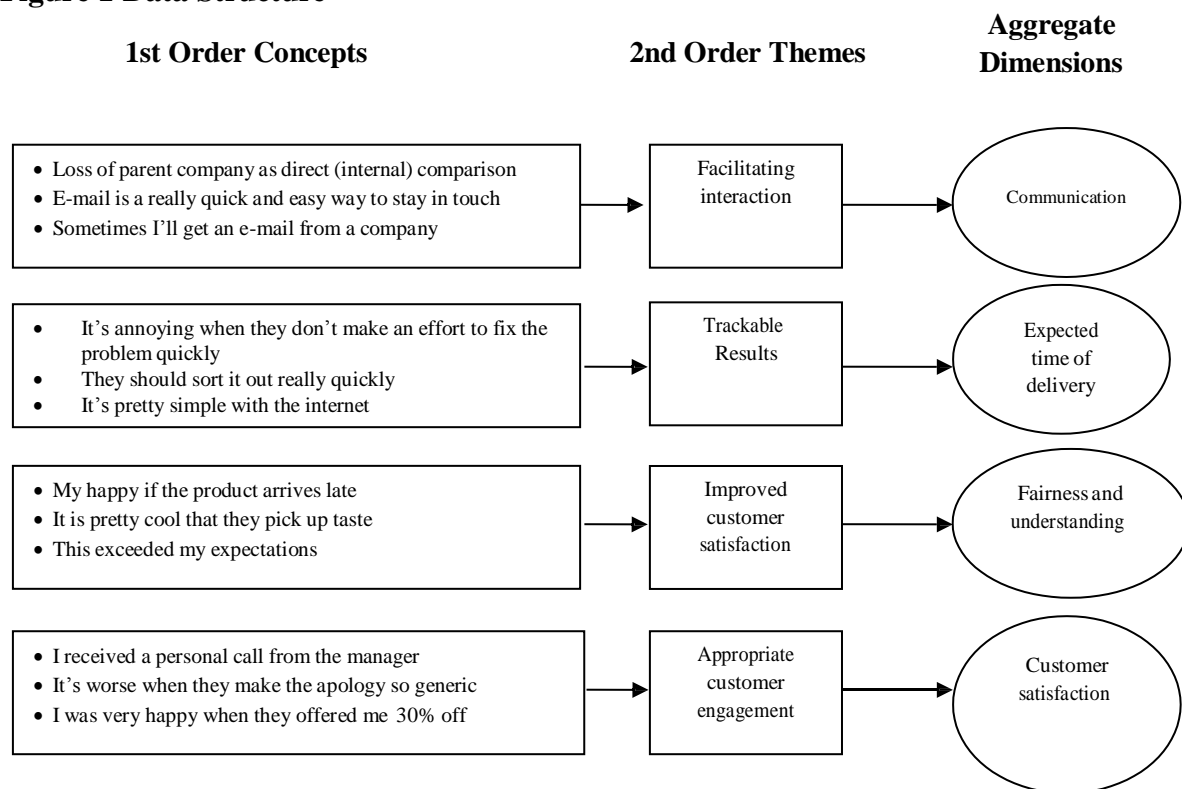 Figure 1 Data Structure
1st Order Concepts
2nd Order Themes
Aggregate
Dimensions
• Loss of parent company as direct (internal) comparison
• E-mail is a really quick and easy way to stay in touch
• Sometimes I’ll get an e-mail from a company
Facilitating
interaction
Communication
• It’s annoying when they don’t make an effort to fix the
problem quickly
• They should sort it out really quickly
• It’s pretty simple with the internet
Trackable
Results
Expected
time of
delivery
• My happy if the product arrives late
• It is pretty cool that they pick up taste
• This exceeded my expectations
Improved
customer
satisfaction
Fairness and
understanding
• I received a personal call from the manager
• It’s worse when they make the apology so generic
• I was very happy when they offered me 30% off
Appropriate
customer
engagement
Customer
satisfaction